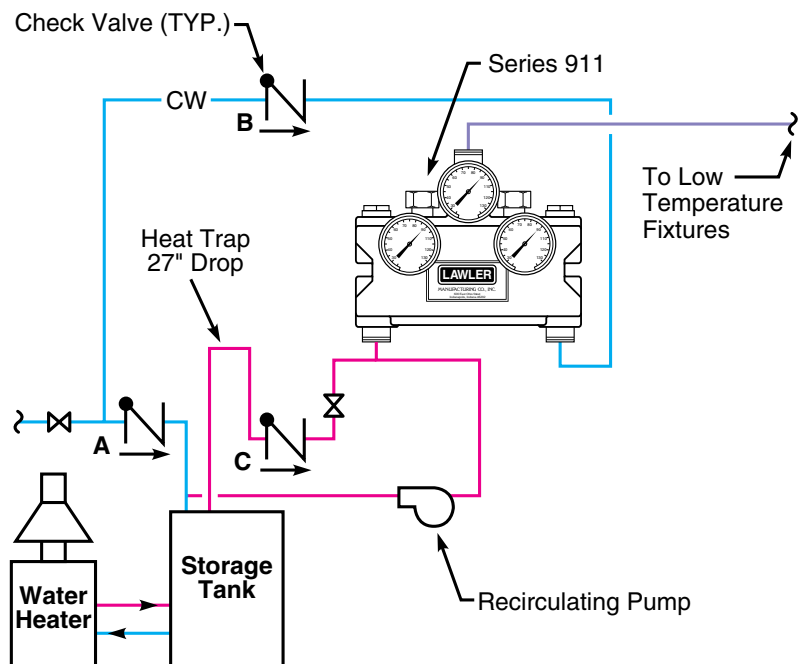 Check Valve (TYP.)
Series 911
CW
B
To Low
Temperature
Fixtures
Heat Trap
27" Drop
LAWLER
MANUFACTURING CO., INC.
A
C
Storage
Tank
Water
Heater
Recirculating Pump